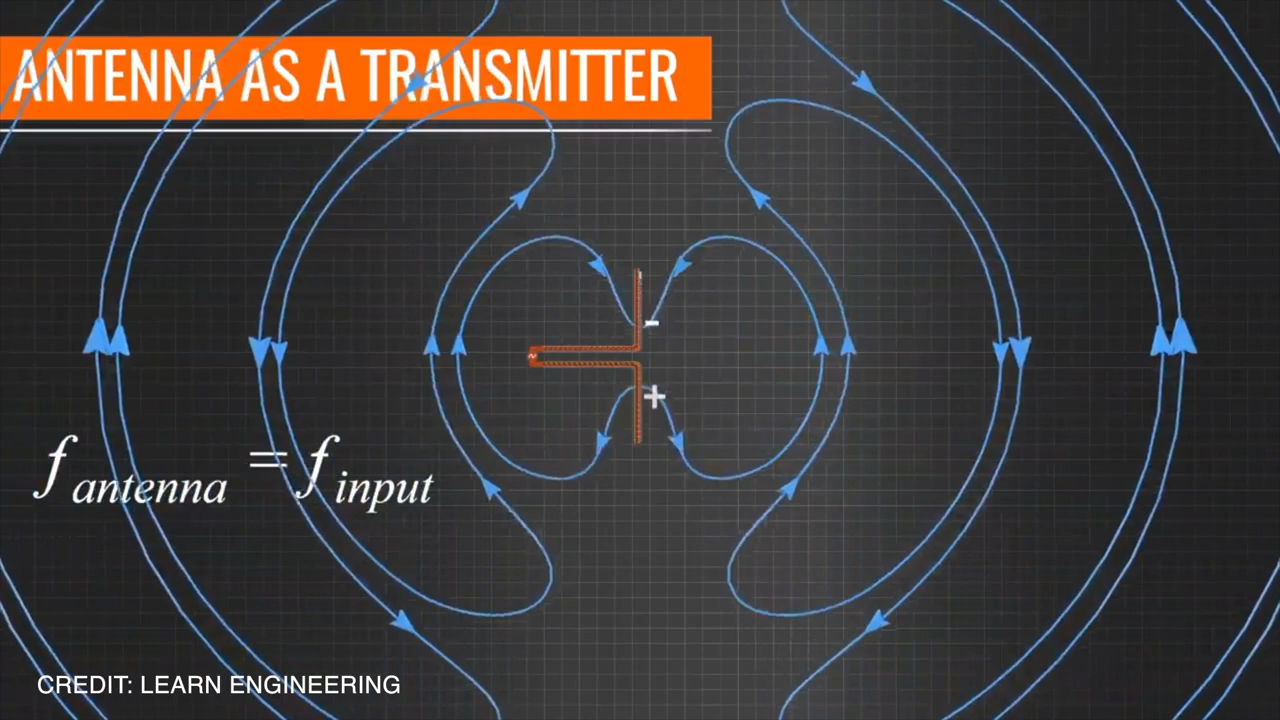 ANTENNA AS A TRANSMITTER
-
~
+
f antenna = f input
CREDIT: LEARN ENGINEERING